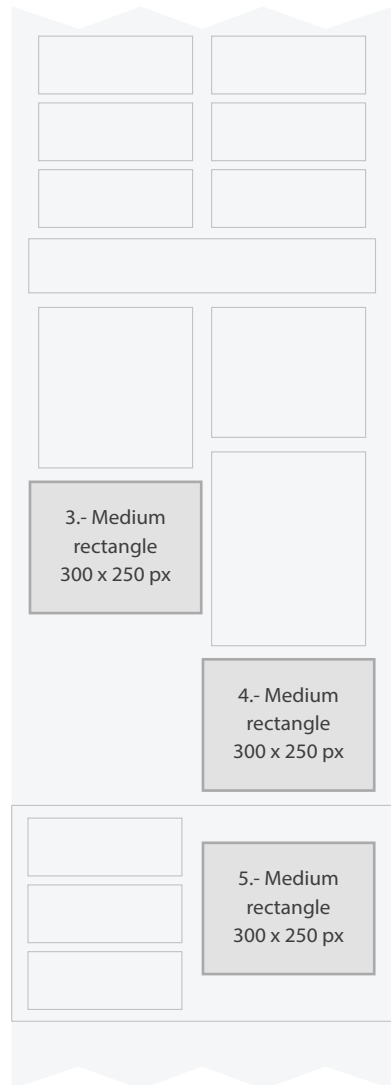 3.- Medium
rectangle
300 x 250 px
4.- Medium
rectangle
300 x 250 px
5.- Medium
rectangle
300 x 250 px